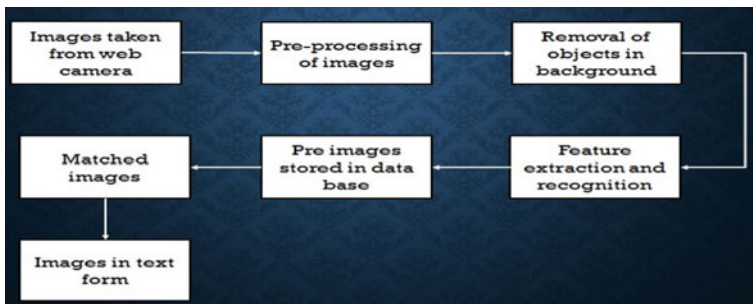 Images taken
from web
camera
Pre-processing
of images
Removal of
objects in
background
Feature
extraction and
recognition
Pre images
stored in data
base
Matched
images
Images in text
form